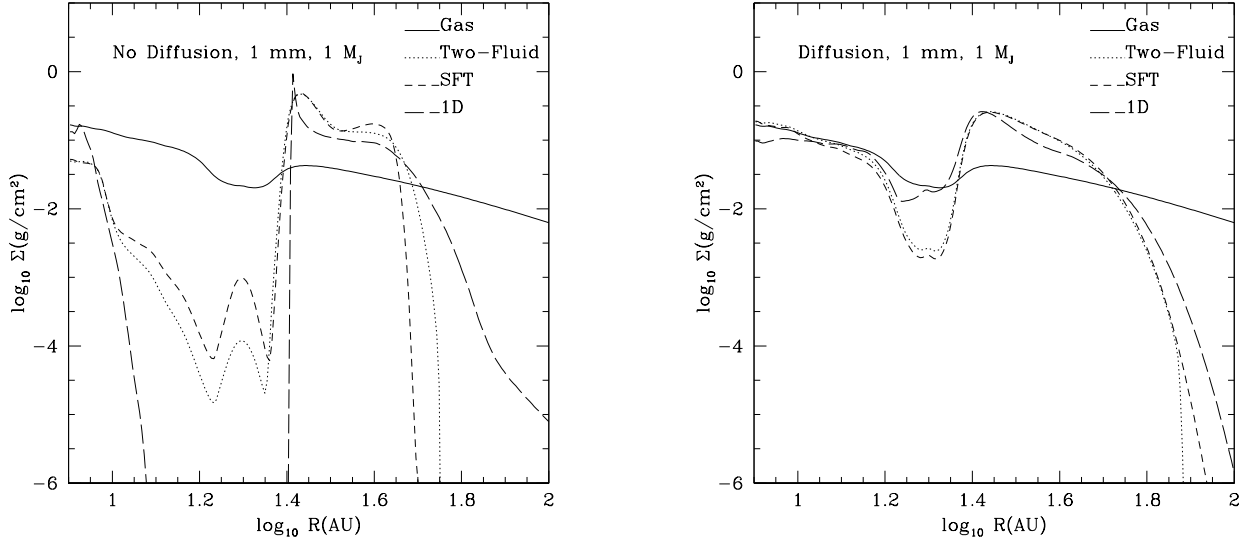 Gas
No Diffusion, 1 mm, 1 M_J
Two-Fluid
SFT
1D
0
-2
-4
-6
log₁₀ Σ(g/cm²)
1
1.2
1.4
1.6
1.8
2
log₁₀ R(AU)
Gas
Diffusion, 1 mm, 1 M_J
Two-Fluid
SFT
1D
0
-2
-4
-6
log₁₀ Σ(g/cm²)
1
1.2
1.4
1.6
1.8
2
log₁₀ R(AU)